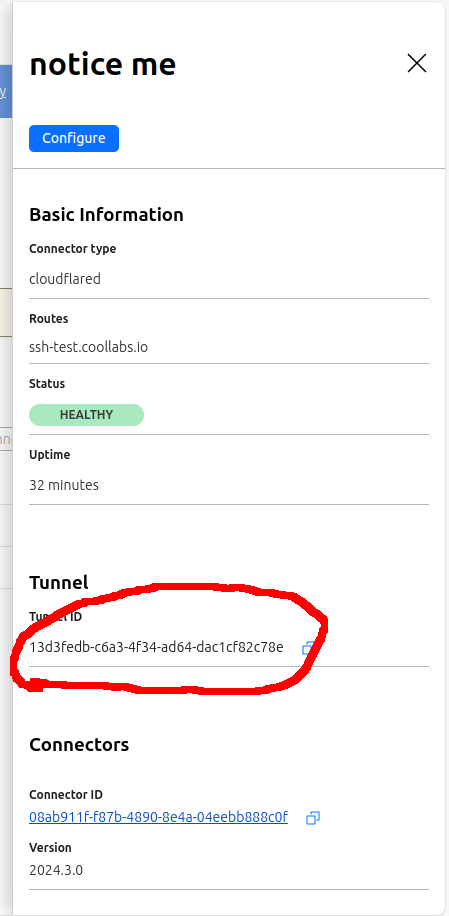 notice me
y
Configure
Basic Information
Connector type
cloudflared
Routes
ssh-test.coollabs.io
Status
HEALTHY
Uptime
32 minutes
Tunnel
Tunnel ID
13d3fedb-c6a3-4f34-ad64-dac1cf82c78e
Connectors
Connector ID
08ab911f-f87b-4890-8e4a-04eebb888c0f
Version
2024.3.0